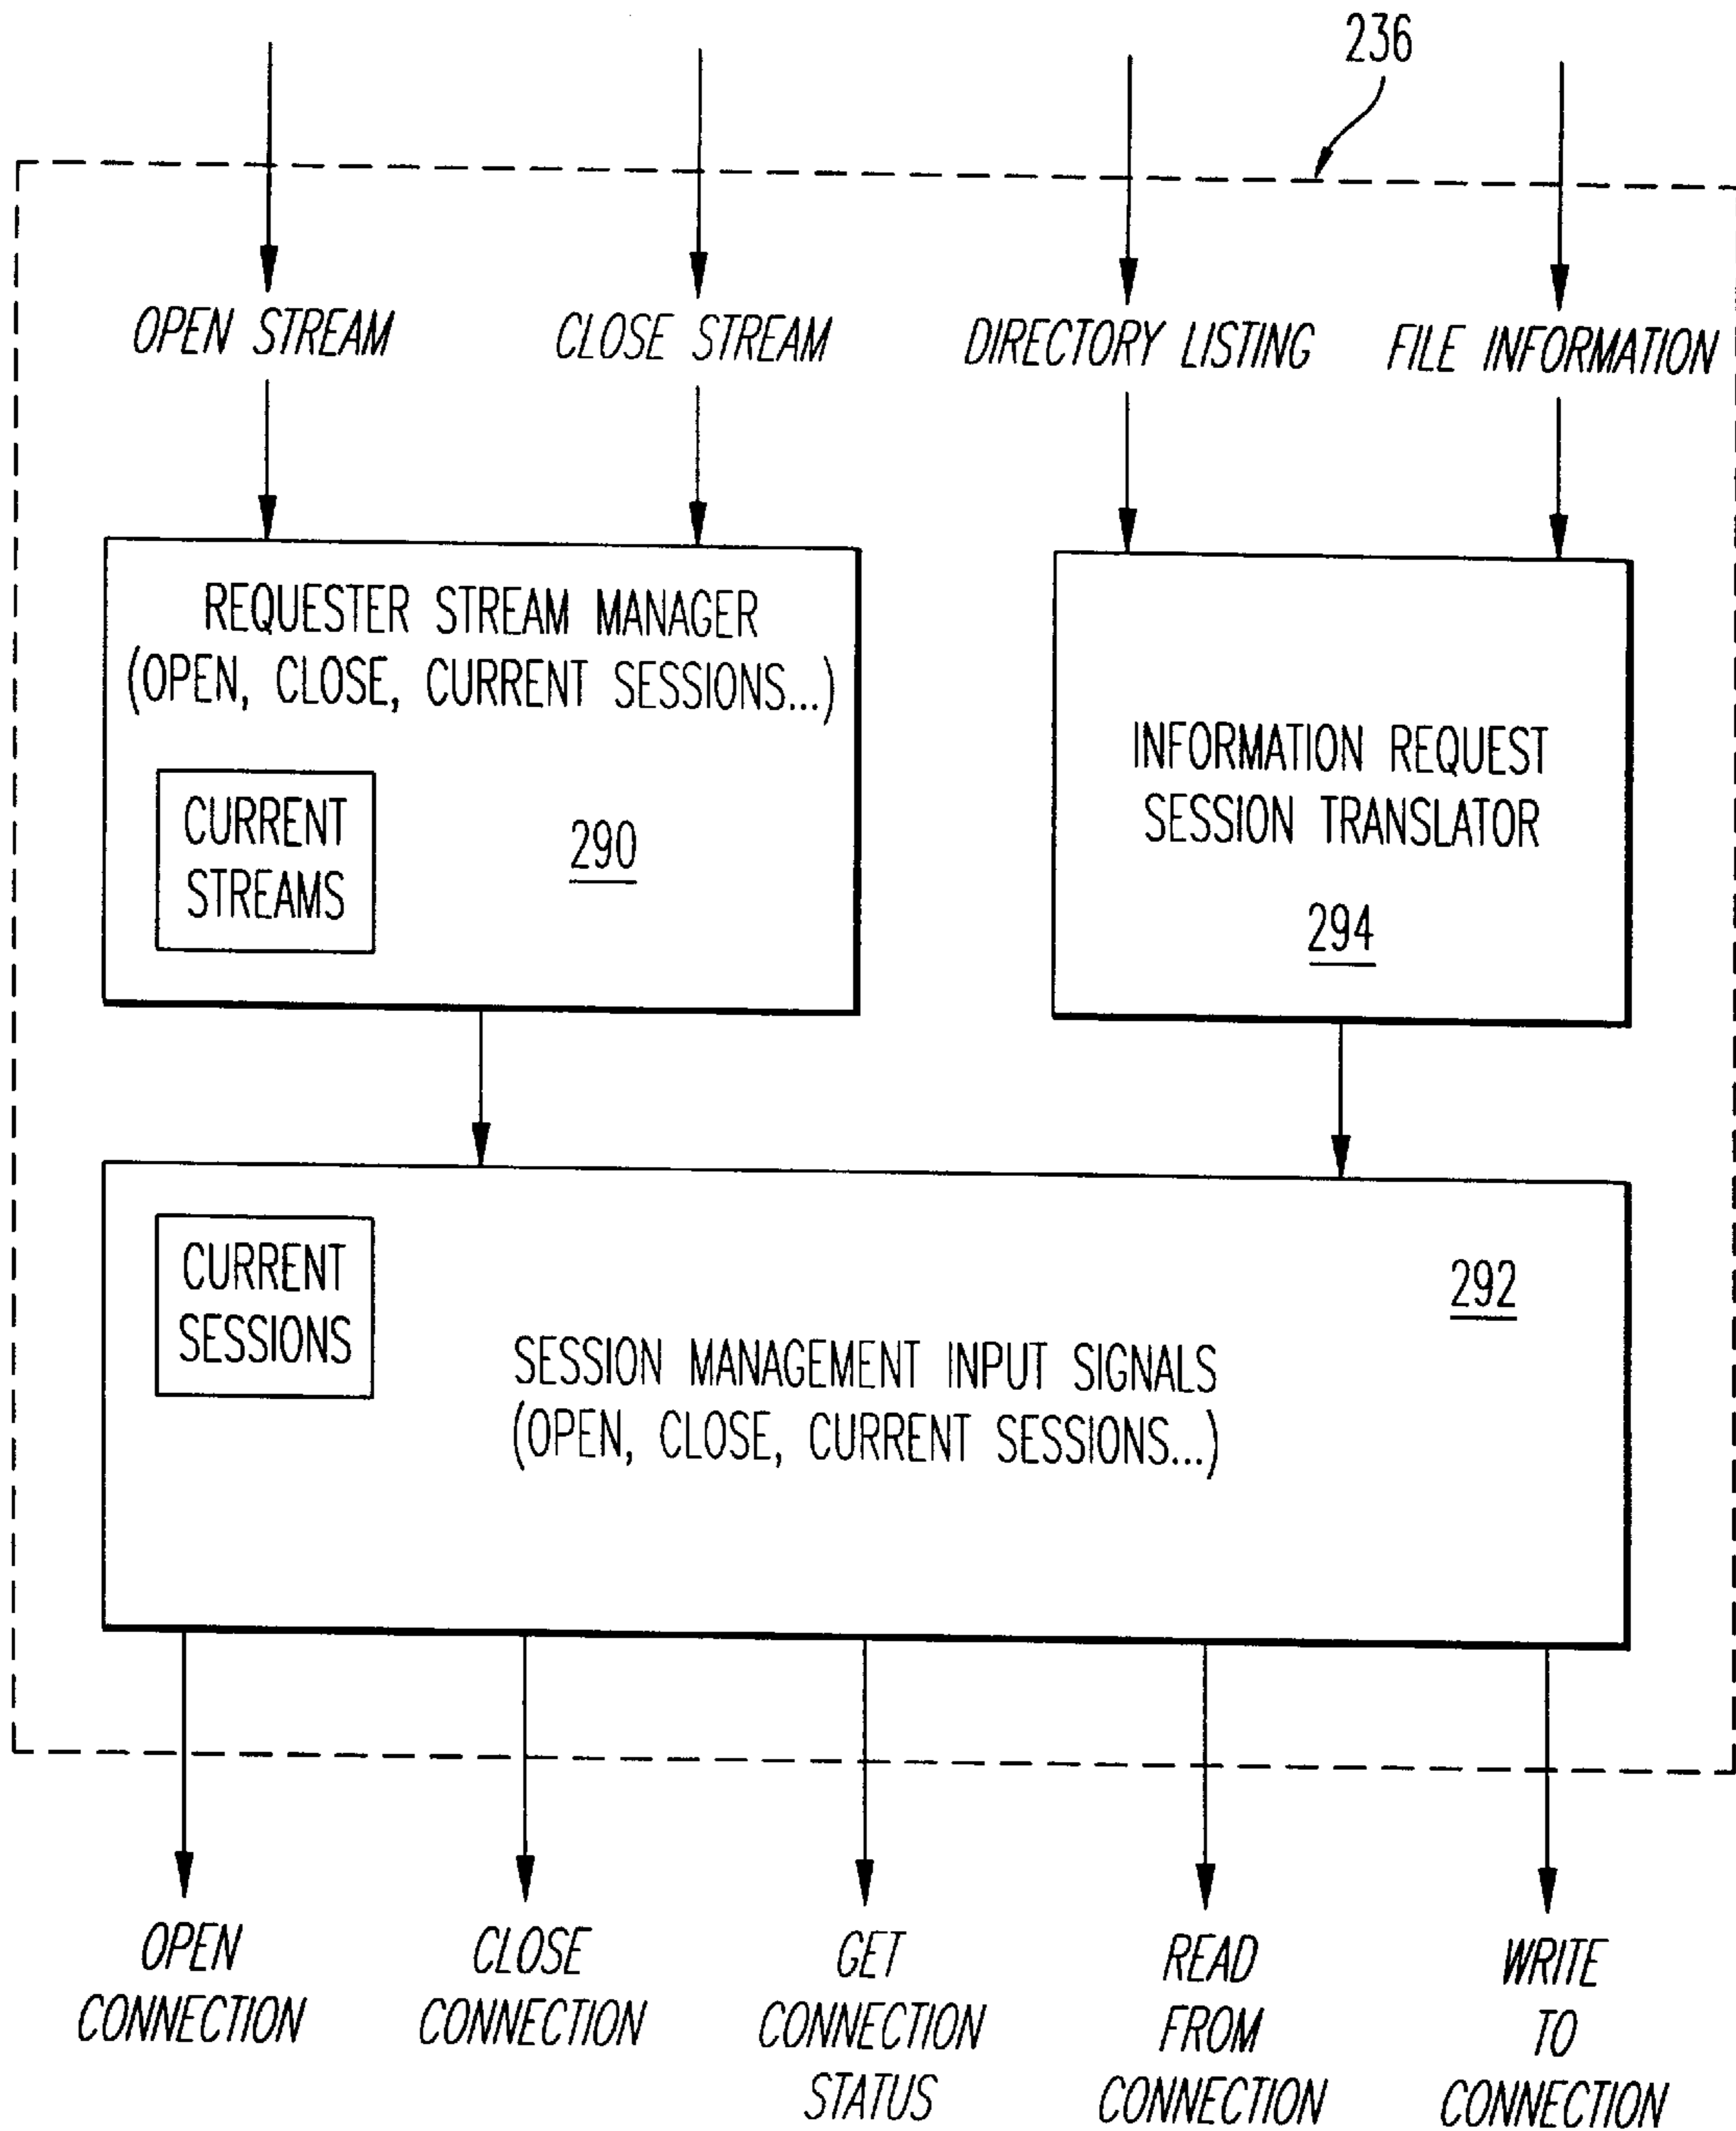 236
OPEN STREAM
CLOSE STREAM
DIRECTORY LISTING
FILE INFORMATION
REQUESTER STREAM MANAGER
(OPEN, CLOSE, CURRENT SESSIONS...)
CURRENT
STREAMS
290
INFORMATION REQUEST
SESSION TRANSLATOR
294
CURRENT
SESSIONS
292
SESSION MANAGEMENT INPUT SIGNALS
(OPEN, CLOSE, CURRENT SESSIONS...)
OPEN
CONNECTION
CLOSE
CONNECTION
GET
CONNECTION
STATUS
READ
FROM
CONNECTION
WRITE
TO
CONNECTION